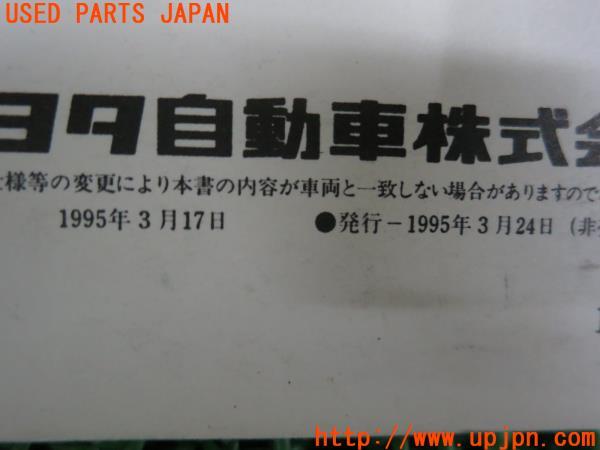 USED PARTS JAPAN
ヨタ自動車株式会
様等の変更により本書の内容が車両と一致しない場合がありますので
1995年3月17日
●発行－1995年3月24日（非
http://www.upjpn.com